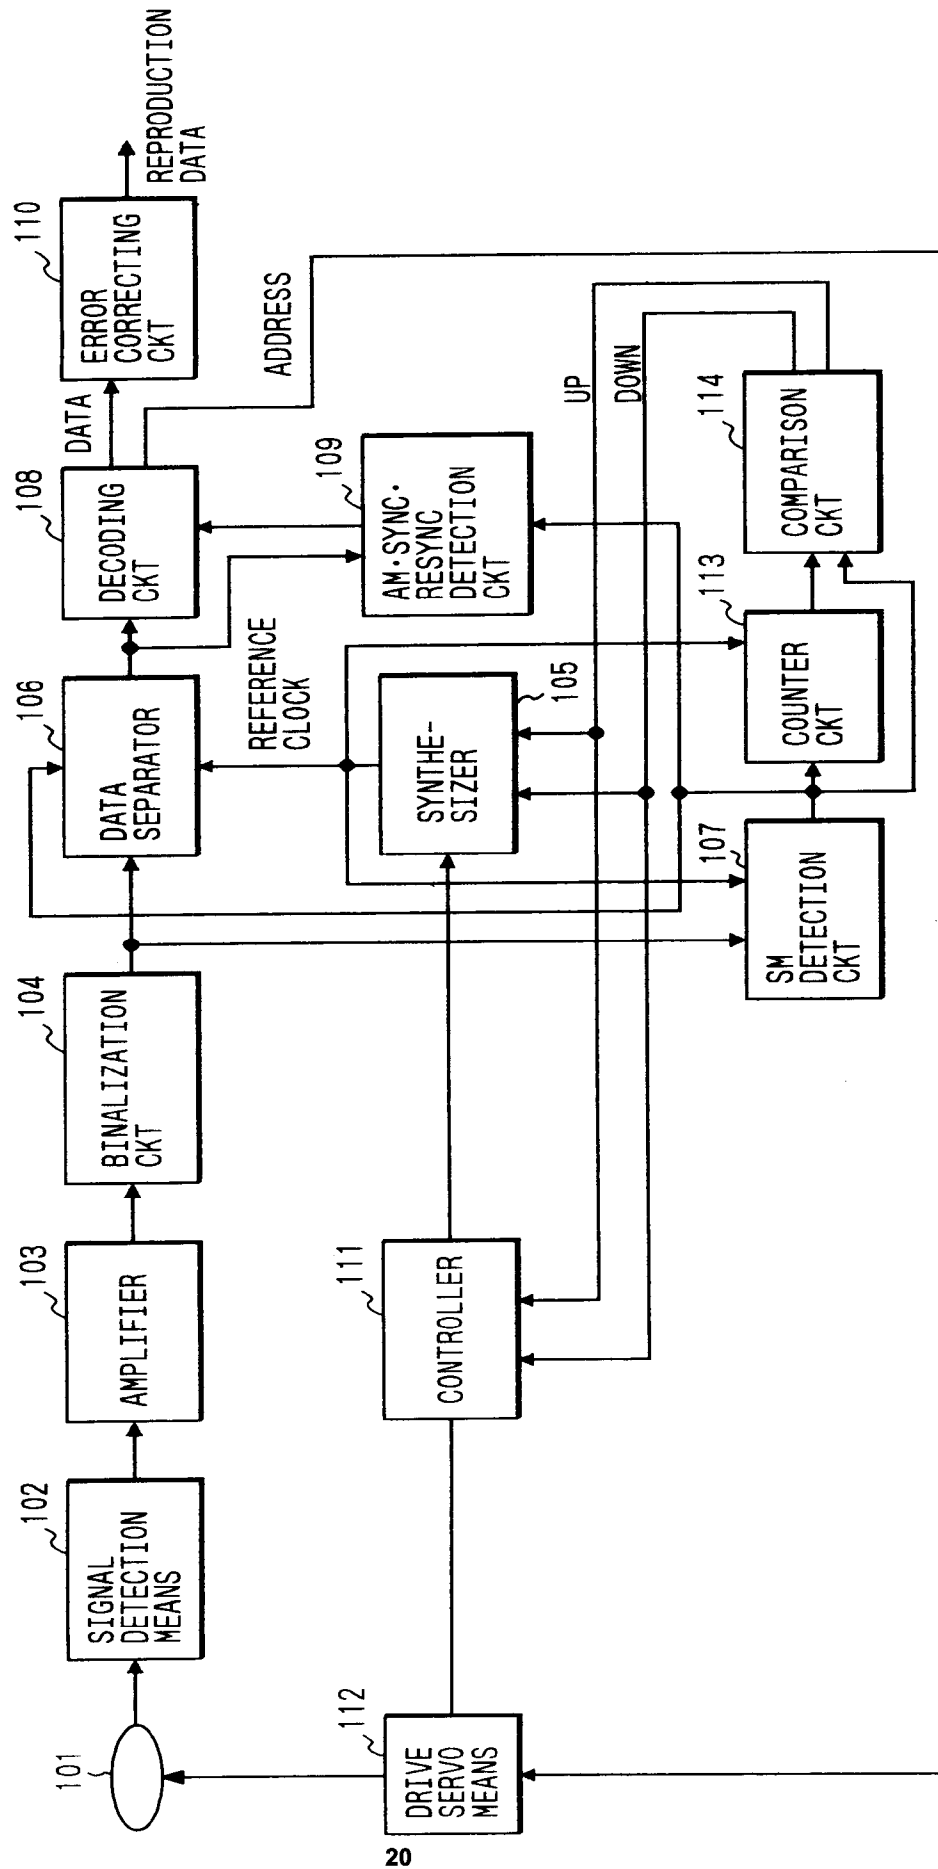 101
102
SIGNAL
DETECTION
MEANS
103
AMPLIFIER
104
BINALIZATION
CKT
106
DATA
SEPARATOR
108
DECODING
CKT
DATA
110
ERROR
CORRECTING
CKT
REPRODUCTION
DATA
ADDRESS
REFERENCE
CLOCK
109
AM·SYNC·
RESYNC
DETECTION
CKT
112
DRIVE
SERVO
MEANS
111
CONTROLLER
105
SYNTHE-
SIZER
UP
DOWN
107
SM
DETECTION
CKT
113
COUNTER
CKT
114
COMPARISON
CKT
20